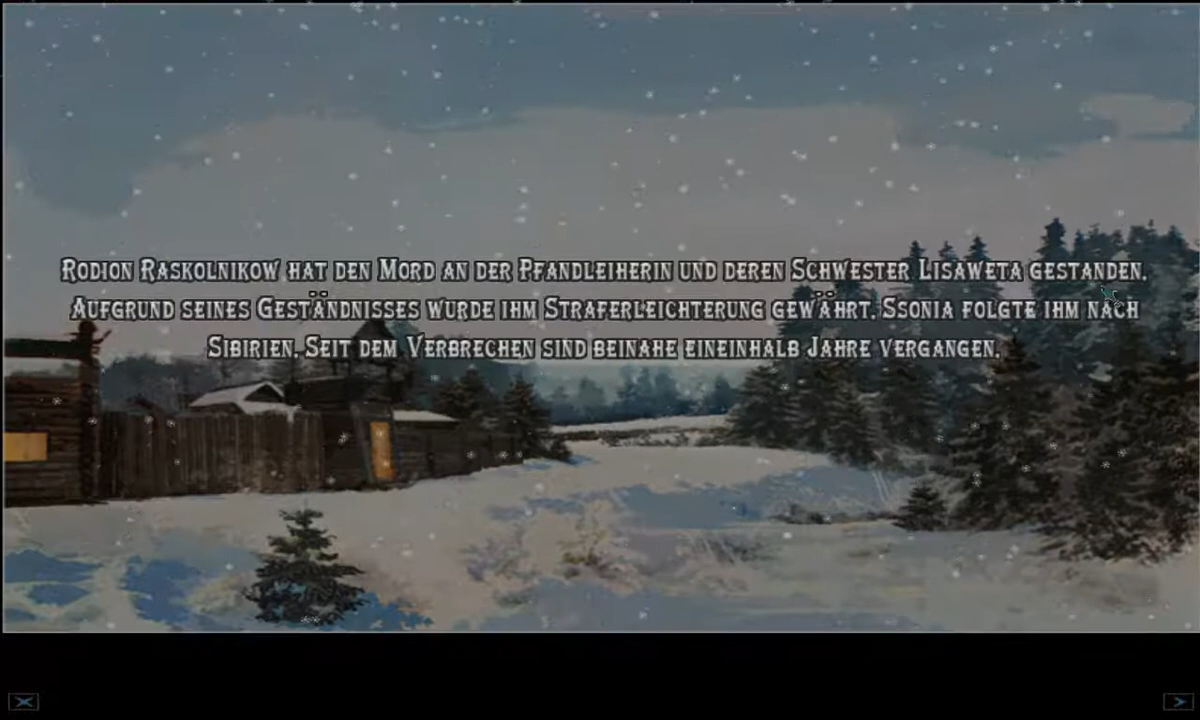 Rodion Raskolnikow hat den Mord an der Pfandleiherin und deren Schwester Lisaweta gestanden.
Aufgrund seines Geständnisses wurde ihm Straferleichterung gewährt. Ssonia folgte ihm nach
Sibirien. Seit dem Verbrechen sind beinahe eineinhalb Jahre vergangen.